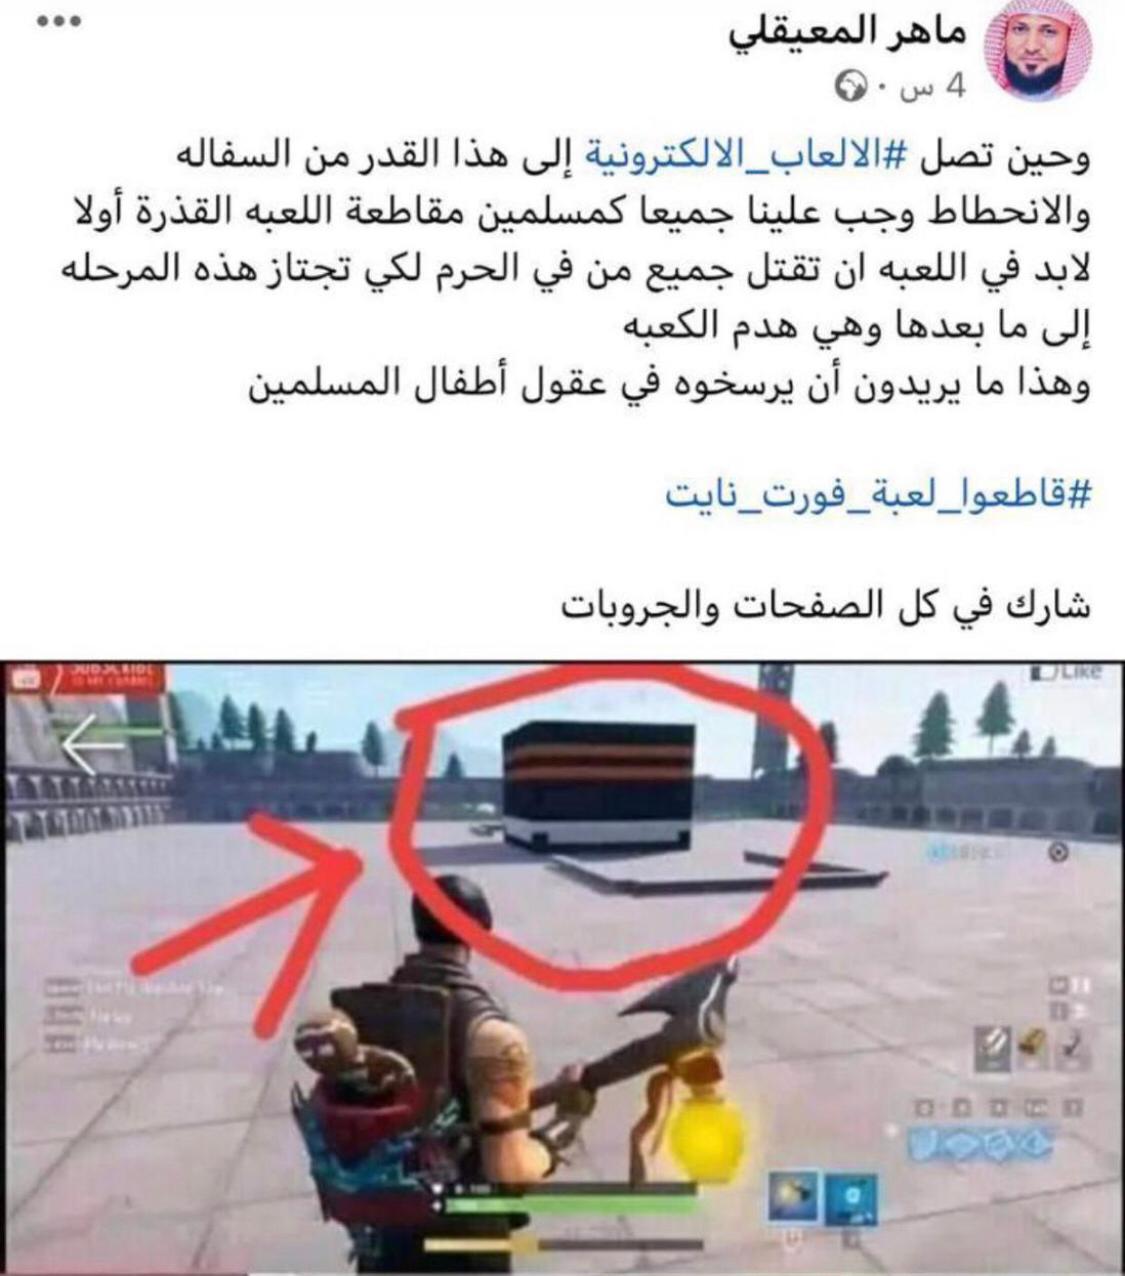 ماهر المعيقلي
4 س ·
وحين تصل #الالعاب_الالكترونية إلى هذا القدر من السفاله
والانحطاط وجب علينا جميعا كمسلمين مقاطعة اللعبه القذرة أولا
لابد في اللعبه ان تقتل جميع من في الحرم لكي تجتاز هذه المرحله
إلى ما بعدها وهي هدم الكعبه
وهذا ما يريدون أن يرسخوه في عقول أطفال المسلمين
#قاطعوا_لعبة_فورت_نايت
شارك في كل الصفحات والجروبات
SUBSCRIBE
Like